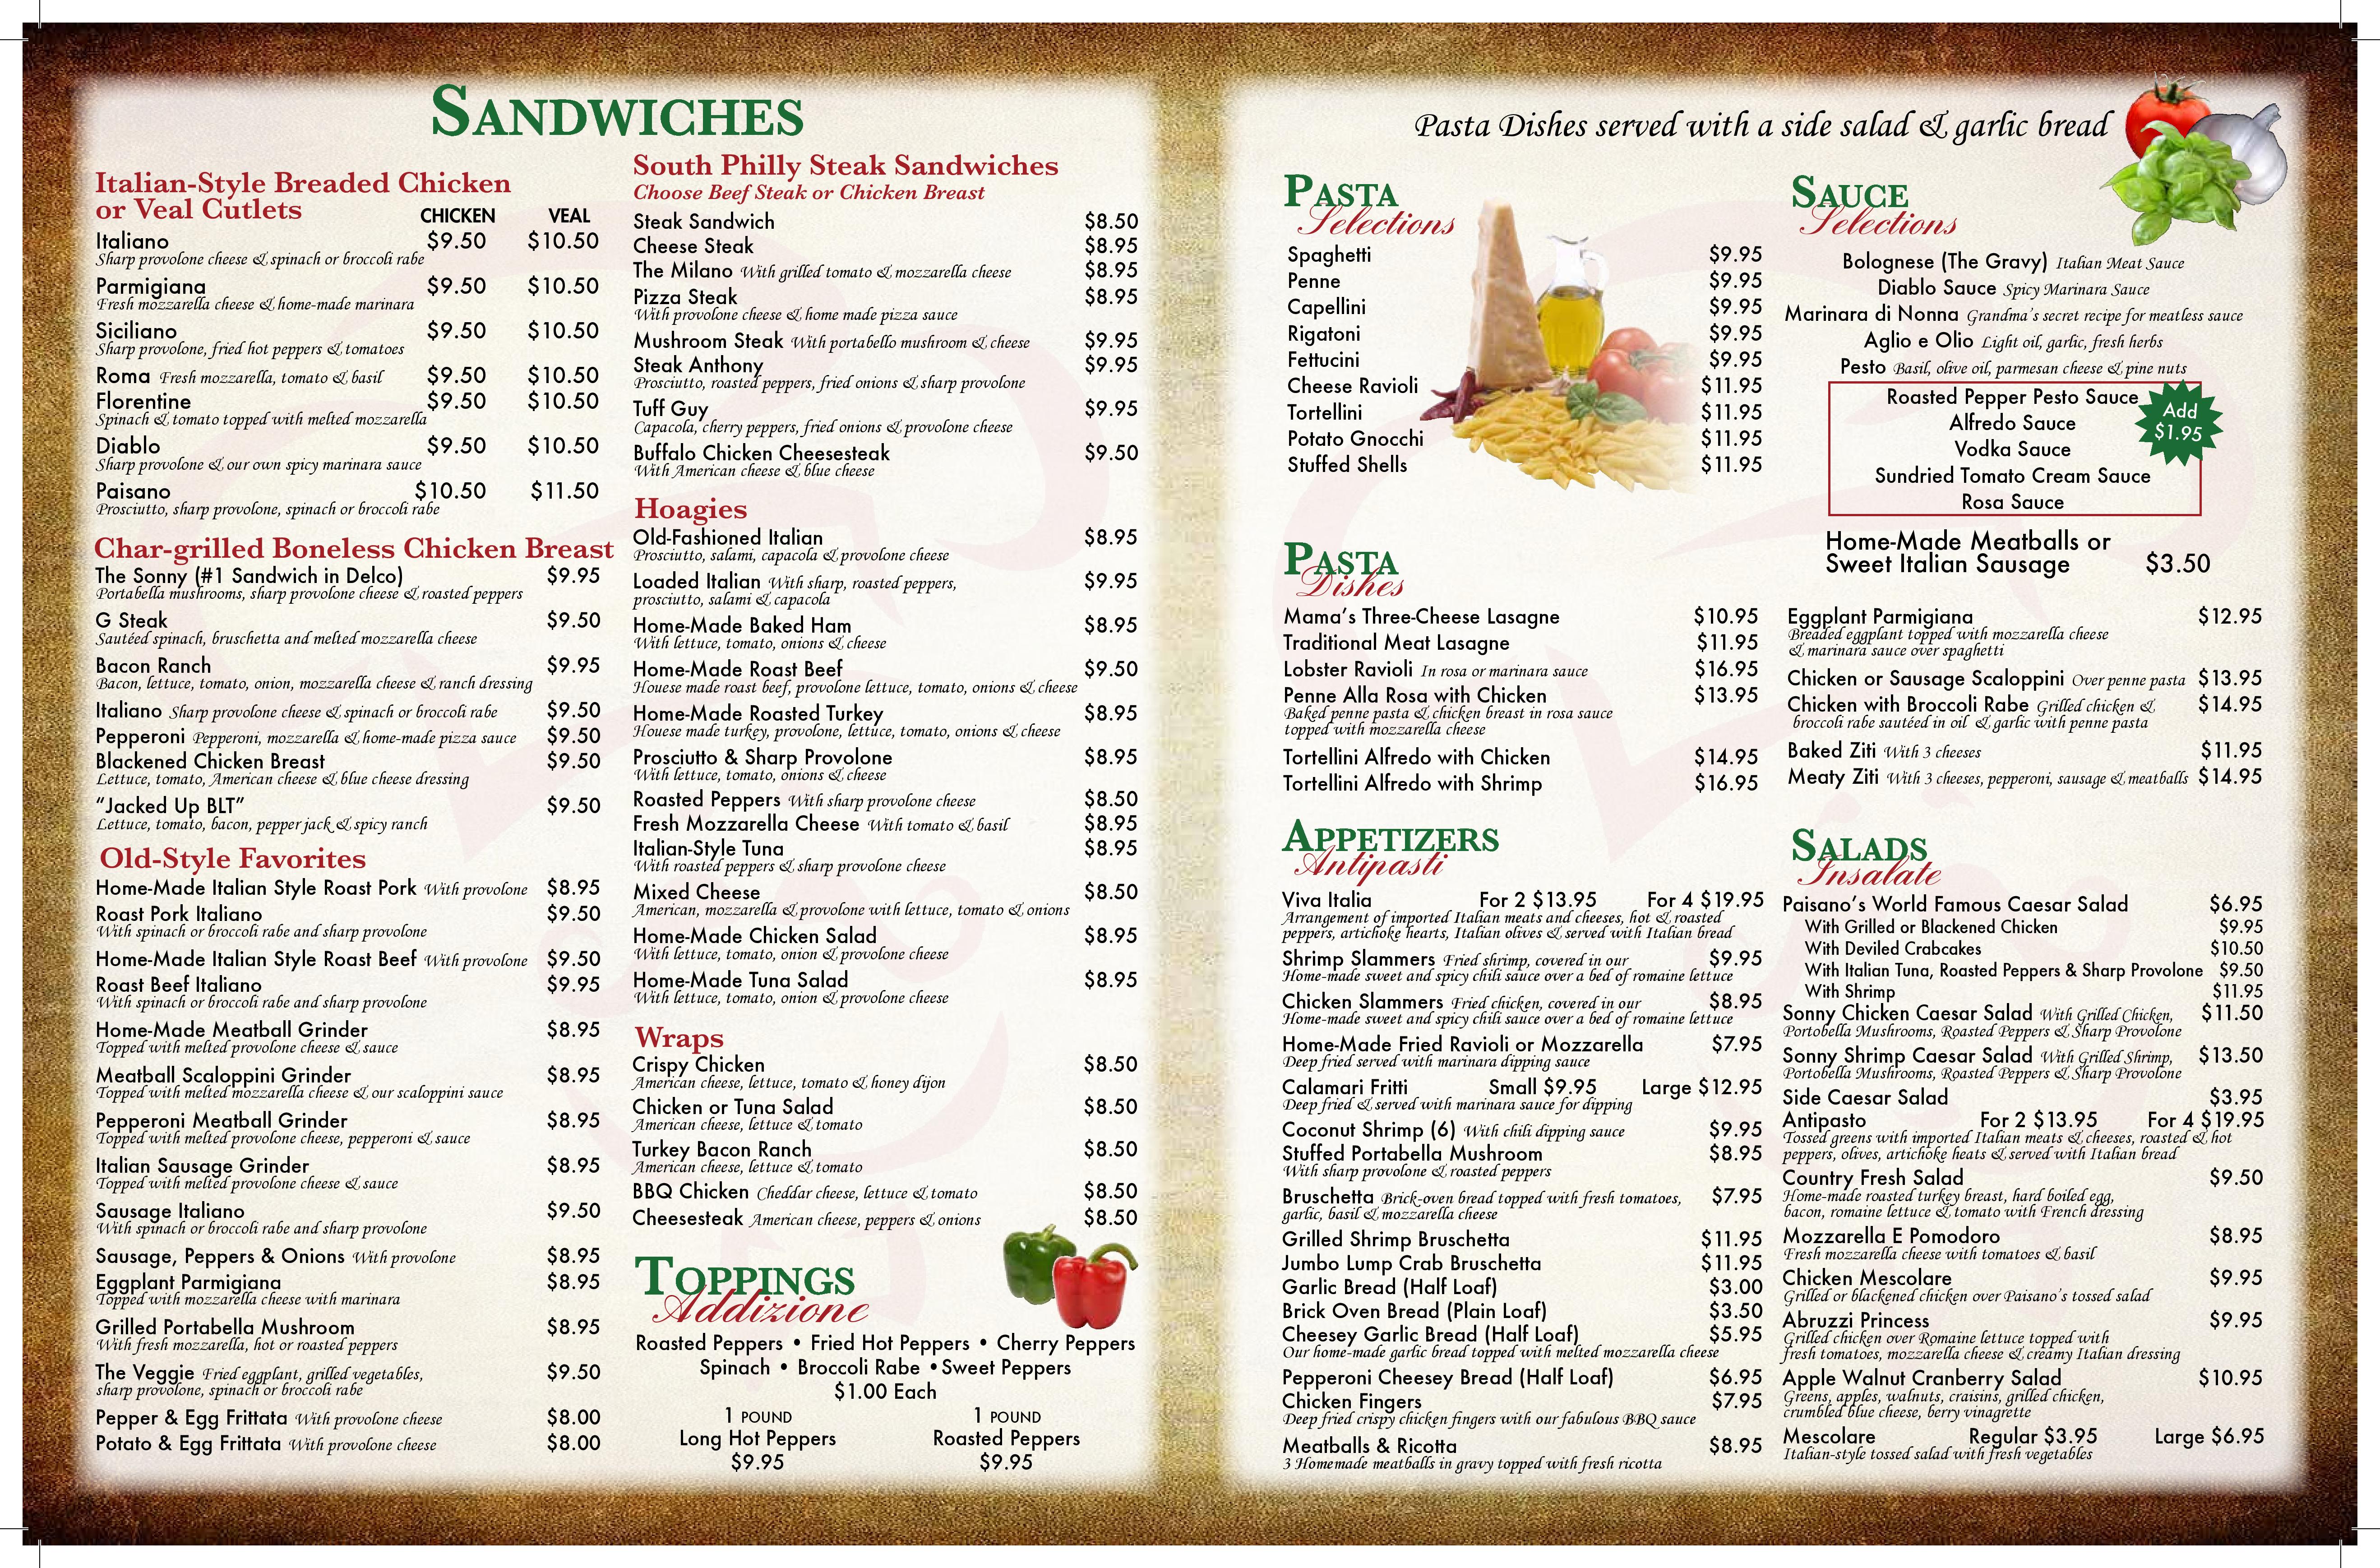 SANDWICHES
Italian-Style Breaded Chicken
or Veal Cutlets
CHICKEN VEAL
Italiano $9.50 $10.50
Sharp provolone cheese & spinach or broccoli rabe
Parmigiana $9.50 $10.50
Fresh mozzarella cheese & home-made marinara
Siciliano $9.50 $10.50
Sharp provolone, fried hot peppers & tomatoes
Roma Fresh mozzarella, tomato & basil $9.50 $10.50
Florentine $9.50 $10.50
Spinach & tomato topped with melted mozzarella
Diablo $9.50 $10.50
Sharp provolone & our own spicy marinara sauce
Paisano $10.50 $11.50
Prosciutto, sharp provolone, spinach or broccoli rabe
Char-grilled Boneless Chicken Breast
The Sonny (#1 Sandwich in Delco) $9.95
Portabella mushrooms, sharp provolone cheese & roasted peppers
G Steak $9.50
Sautéed spinach, bruschetta and melted mozzarella cheese
Bacon Ranch $9.95
Bacon, lettuce, tomato, onion, mozzarella cheese & ranch dressing
Italiano Sharp provolone cheese & spinach or broccoli rabe $9.50
Pepperoni Pepperoni, mozzarella & home-made pizza sauce $9.50
Blackened Chicken Breast $9.50
Lettuce, tomato, American cheese & blue cheese dressing
“Jacked Up BLT” $9.50
Lettuce, tomato, bacon, pepper jack & spicy ranch
Old-Style Favorites
Home-Made Italian Style Roast Pork With provolone $8.95
Roast Pork Italiano $9.50
With spinach or broccoli rabe and sharp provolone
Home-Made Italian Style Roast Beef With provolone $9.50
Roast Beef Italiano $9.95
With spinach or broccoli rabe and sharp provolone
Home-Made Meatball Grinder $8.95
Topped with melted provolone cheese & sauce
Meatball Scaloppini Grinder $8.95
Topped with melted mozzarella cheese & our scaloppini sauce
Pepperoni Meatball Grinder $8.95
Topped with melted provolone cheese, pepperoni & sauce
Italian Sausage Grinder $8.95
Topped with melted provolone cheese & sauce
Sausage Italiano $9.50
With spinach or broccoli rabe and sharp provolone
Sausage, Peppers & Onions With provolone $8.95
Eggplant Parmigiana $8.95
Topped with mozzarella cheese with marinara
Grilled Portabella Mushroom $8.95
With fresh mozzarella, hot or roasted peppers
The Veggie Fried eggplant, grilled vegetables, $9.50
sharp provolone, spinach or broccoli rabe
Pepper & Egg Frittata With provolone cheese $8.00
Potato & Egg Frittata With provolone cheese $8.00
South Philly Steak Sandwiches
Choose Beef Steak or Chicken Breast
Steak Sandwich $8.50
Cheese Steak $8.95
The Milano With grilled tomato & mozzarella cheese $8.95
Pizza Steak $8.95
With provolone cheese & home made pizza sauce
Mushroom Steak With portabello mushroom & cheese $9.95
Steak Anthony $9.95
Prosciutto, roasted peppers, fried onions & sharp provolone
Tuff Guy $9.95
Capacola, cherry peppers, fried onions & provolone cheese
Buffalo Chicken Cheesesteak $9.50
With American cheese & blue cheese
Hoagies
Old-Fashioned Italian $8.95
Prosciutto, salami, capacola & provolone cheese
Loaded Italian With sharp, roasted peppers, $9.95
prosciutto, salami & capacola
Home-Made Baked Ham $8.95
With lettuce, tomato, onions & cheese
Home-Made Roast Beef $9.50
Houese made roast beef, provolone lettuce, tomato, onions & cheese
Home-Made Roasted Turkey $8.95
Houese made turkey, provolone, lettuce, tomato, onions & cheese
Prosciutto & Sharp Provolone $8.95
With lettuce, tomato, onions & cheese
Roasted Peppers With sharp provolone cheese $8.50
Fresh Mozzarella Cheese With tomato & basil $8.95
Italian-Style Tuna $8.95
With roasted peppers & sharp provolone cheese
Mixed Cheese $8.50
American, mozzarella & provolone with lettuce, tomato & onions
Home-Made Chicken Salad $8.95
With lettuce, tomato, onion & provolone cheese
Home-Made Tuna Salad $8.95
With lettuce, tomato, onion & provolone cheese
Wraps
Crispy Chicken $8.50
American cheese, lettuce, tomato & honey dijon
Chicken or Tuna Salad $8.50
American cheese, lettuce & tomato
Turkey Bacon Ranch $8.50
American cheese, lettuce & tomato
BBQ Chicken Cheddar cheese, lettuce & tomato $8.50
Cheesesteak American cheese, peppers & onions $8.50
TOPPINGS
Addizione
Roasted Peppers • Fried Hot Peppers • Cherry Peppers
Spinach • Broccoli Rabe • Sweet Peppers
$1.00 Each
1 POUND 1 POUND
Long Hot Peppers Roasted Peppers
$9.95 $9.95
Pasta Dishes served with a side salad & garlic bread
PASTA
Selections
Spaghetti $9.95
Penne $9.95
Capellini $9.95
Rigatoni $9.95
Fettucini $9.95
Cheese Ravioli $11.95
Tortellini $11.95
Potato Gnocchi $11.95
Stuffed Shells $11.95
SAUCE
Selections
Bolognese (The Gravy) Italian Meat Sauce
Diablo Sauce Spicy Marinara Sauce
Marinara di Nonna Grandma's secret recipe for meatless sauce
Aglio e Olio Light oil, garlic, fresh herbs
Pesto Basil, olive oil, parmesan cheese & pine nuts
Roasted Pepper Pesto Sauce
Alfredo Sauce
Vodka Sauce
Sundried Tomato Cream Sauce
Rosa Sauce
Add
$1.95
Home-Made Meatballs or
Sweet Italian Sausage $3.50
PASTA
Dishes
Mama's Three-Cheese Lasagne $10.95
Traditional Meat Lasagne $11.95
Lobster Ravioli In rosa or marinara sauce $16.95
Penne Alla Rosa with Chicken $13.95
Baked penne pasta & chicken breast in rosa sauce
topped with mozzarella cheese
Tortellini Alfredo with Chicken $14.95
Tortellini Alfredo with Shrimp $16.95
Eggplant Parmigiana $12.95
Breaded eggplant topped with mozzarella cheese
& marinara sauce over spaghetti
Chicken or Sausage Scaloppini Over penne pasta $13.95
Chicken with Broccoli Rabe Grilled chicken & $14.95
broccoli rabe sautéed in oil & garlic with penne pasta
Baked Ziti With 3 cheeses $11.95
Meaty Ziti With 3 cheeses, pepperoni, sausage & meatballs $14.95
APPETIZERS
Antipasti
Viva Italia For 2 $13.95 For 4 $19.95
Arrangement of imported Italian meats and cheeses, hot & roasted
peppers, artichoke hearts, Italian olives & served with Italian bread
Shrimp Slammers Fried shrimp, covered in our $9.95
Home-made sweet and spicy chili sauce over a bed of romaine lettuce
Chicken Slammers Fried chicken, covered in our $8.95
Home-made sweet and spicy chili sauce over a bed of romaine lettuce
Home-Made Fried Ravioli or Mozzarella $7.95
Deep fried served with marinara dipping sauce
Calamari Fritti Small $9.95 Large $12.95
Deep fried & served with marinara sauce for dipping
Coconut Shrimp (6) With chili dipping sauce $9.95
Stuffed Portabella Mushroom $8.95
With sharp provolone & roasted peppers
Bruschetta Brick-oven bread topped with fresh tomatoes, $7.95
garlic, basil & mozzarella cheese
Grilled Shrimp Bruschetta $11.95
Jumbo Lump Crab Bruschetta $11.95
Garlic Bread (Half Loaf) $3.00
Brick Oven Bread (Plain Loaf) $3.50
Cheesey Garlic Bread (Half Loaf) $5.95
Our home-made garlic bread topped with melted mozzarella cheese
Pepperoni Cheesey Bread (Half Loaf) $6.95
Chicken Fingers $7.95
Deep fried crispy chicken fingers with our fabulous BBQ sauce
Meatballs & Ricotta $8.95
3 Homemade meatballs in gravy topped with fresh ricotta
SALADS
Insalate
Paisano's World Famous Caesar Salad $6.95
With Grilled or Blackened Chicken $9.95
With Deviled Crabcakes $10.50
With Italian Tuna, Roasted Peppers & Sharp Provolone $9.50
With Shrimp $11.95
Sonny Chicken Caesar Salad With Grilled Chicken, $11.50
Portobella Mushrooms, Roasted Peppers & Sharp Provolone
Sonny Shrimp Caesar Salad With Grilled Shrimp, $13.50
Portabella Mushrooms, Roasted Peppers & Sharp Provolone
Side Caesar Salad $3.95
Antipasto For 2 $13.95 For 4 $19.95
Tossed greens with imported Italian meats & cheeses, roasted & hot
peppers, olives, artichoke heats & served with Italian bread
Country Fresh Salad $9.50
Home-made roasted turkey breast, hard boiled egg,
bacon, romaine lettuce & tomato with French dressing
Mozzarella E Pomodoro $8.95
Fresh mozzarella cheese with tomatoes & basil
Chicken Mescolare $9.95
Grilled or blackened chicken over Paisano's tossed salad
Abruzzi Princess $9.95
Grilled chicken over Romaine lettuce topped with
fresh tomatoes, mozzarella cheese & creamy Italian dressing
Apple Walnut Cranberry Salad $10.95
Greens, apples, walnuts, craisins, grilled chicken,
crumbled blue cheese, berry vinagrette
Mescolare Regular $3.95 Large $6.95
Italian-style tossed salad with fresh vegetables